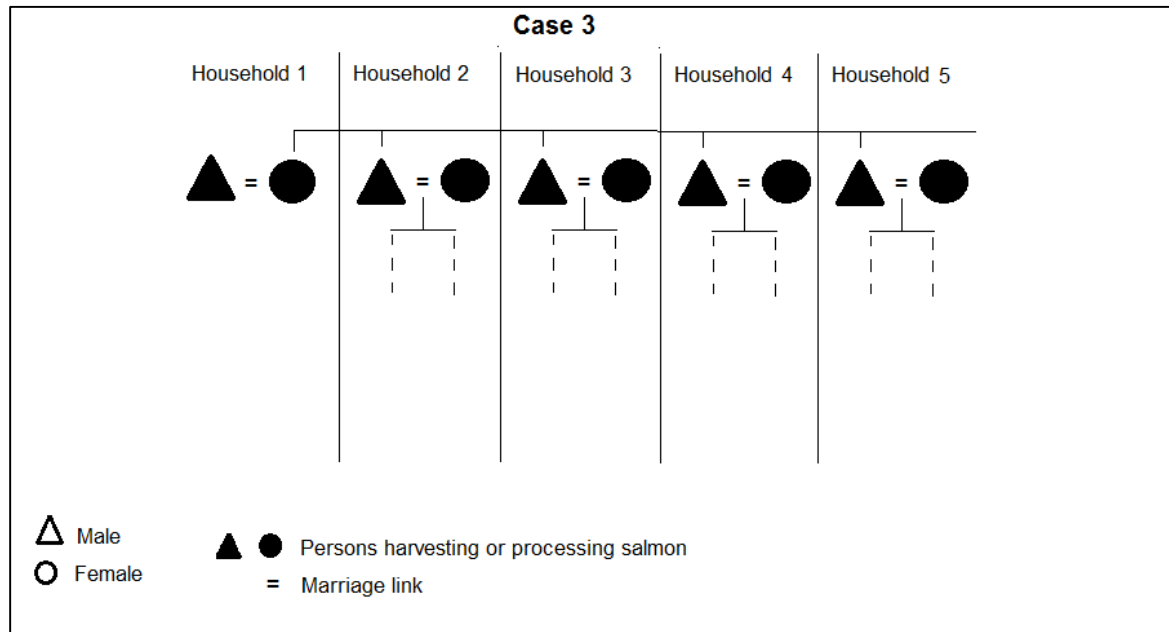 Case 3
Household 1
Household 2
Household 3
Household 4
Household 5
= = = = =
Male
Female
Persons harvesting or processing salmon
= Marriage link